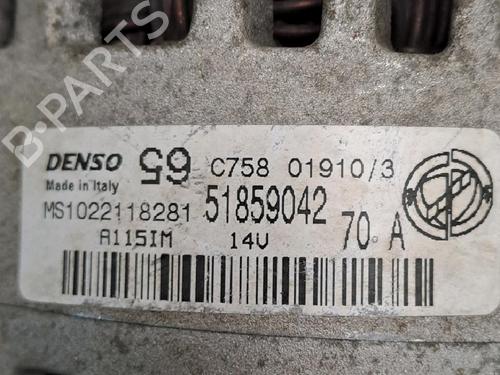 B-PARTS
DENSO 65 C758 01910/3
Made in Italy
MS1022118281 51859042
A115IM 14V 70 A